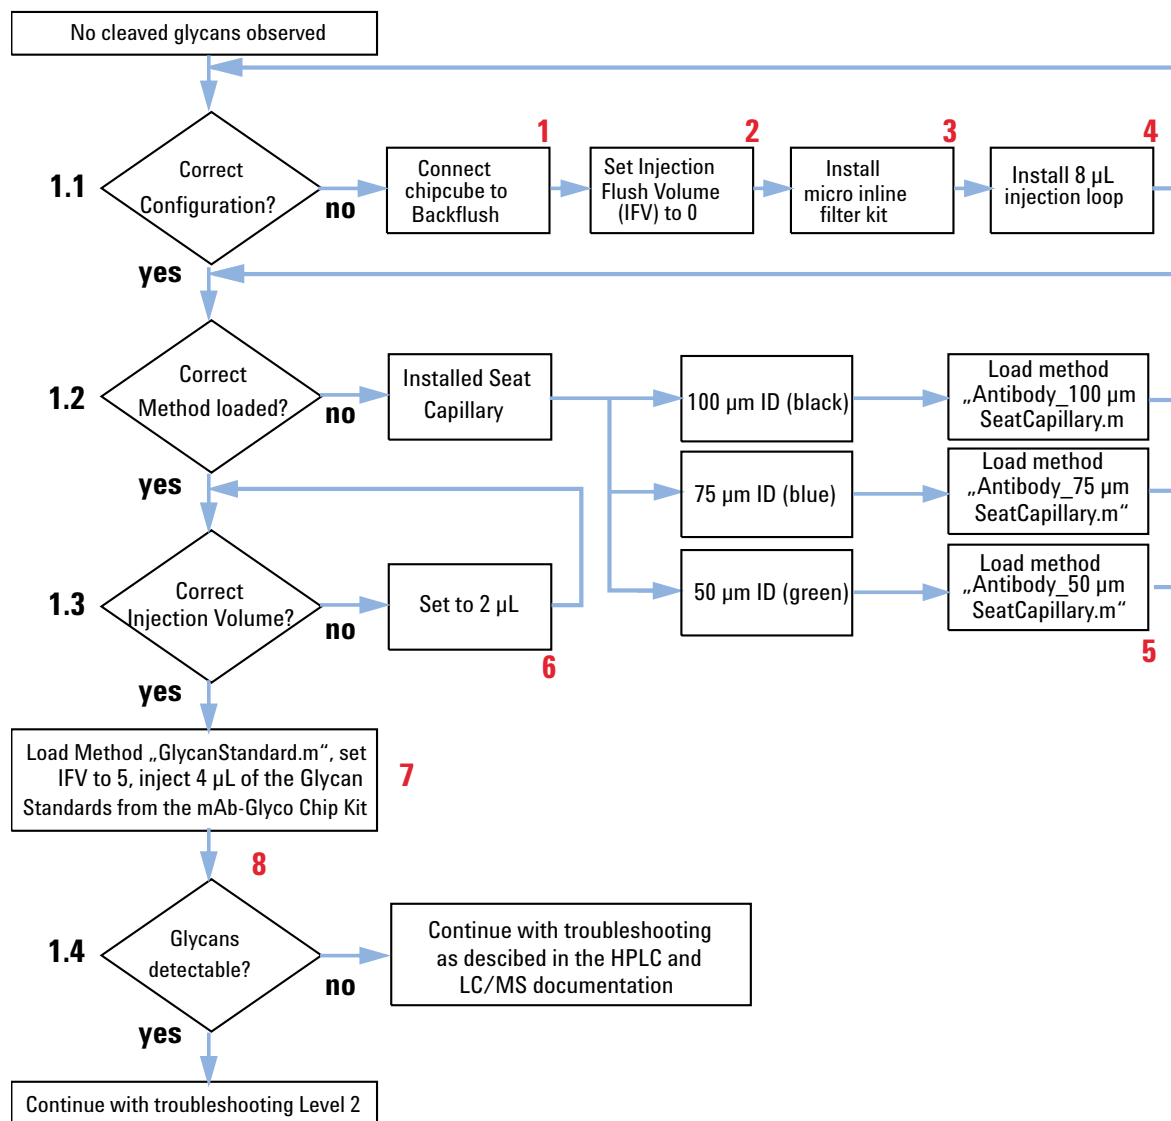 No cleaved glycans observed
1
2
3
4
1.1
Correct
Configuration?
no
yes
Connect
chipcube to
Backflush
Set Injection
Flush Volume
(IFV) to 0
Install
micro inline
filter kit
Install 8 µL
injection loop
1.2
Correct
Method loaded?
no
yes
Installed Seat
Capillary
100 µm ID (black)
Load method
„Antibody_100 µm
SeatCapillary.m
75 µm ID (blue)
Load method
„Antibody_75 µm
SeatCapillary.m“
50 µm ID (green)
Load method
„Antibody_50 µm
SeatCapillary.m“
5
1.3
Correct
Injection Volume?
no
yes
Set to 2 µL
6
Load Method „GlycanStandard.m“, set
IFV to 5, inject 4 µL of the Glycan
Standards from the mAb-Glyco Chip Kit
7
8
1.4
Glycans
detectable?
no
yes
Continue with troubleshooting
as descibed in the HPLC and
LC/MS documentation
Continue with troubleshooting Level 2